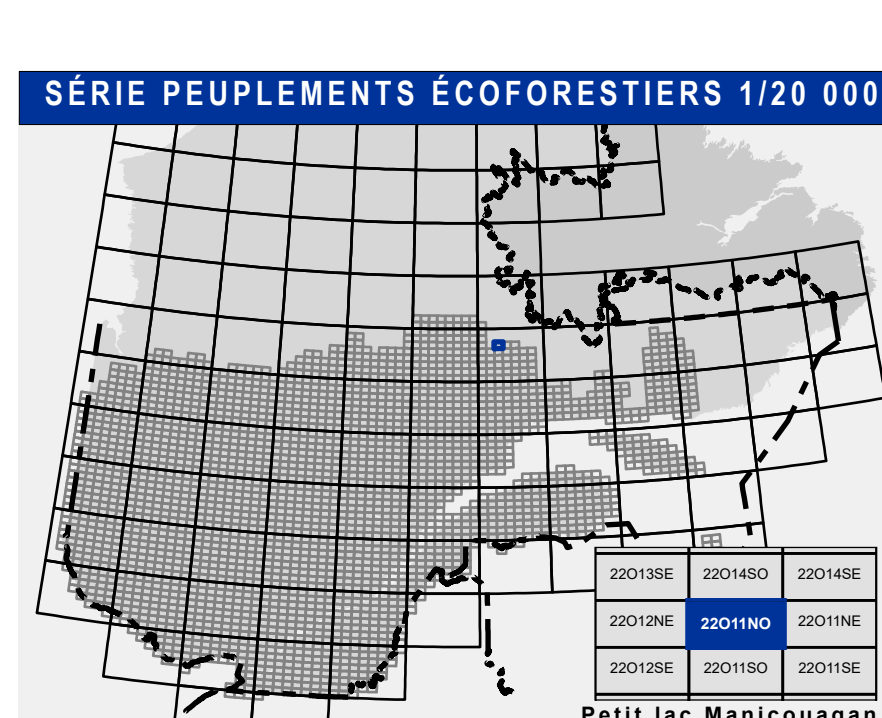 SÉRIE PEUPLEMENTS ÉCOFORESTIERS 1/20 000
22O13SE 22O14SO 22O14SE
22O12NE 22O11NO 22O11NE
22O12SE 22O11SO 22O11SE
Petit lac Manicouagan